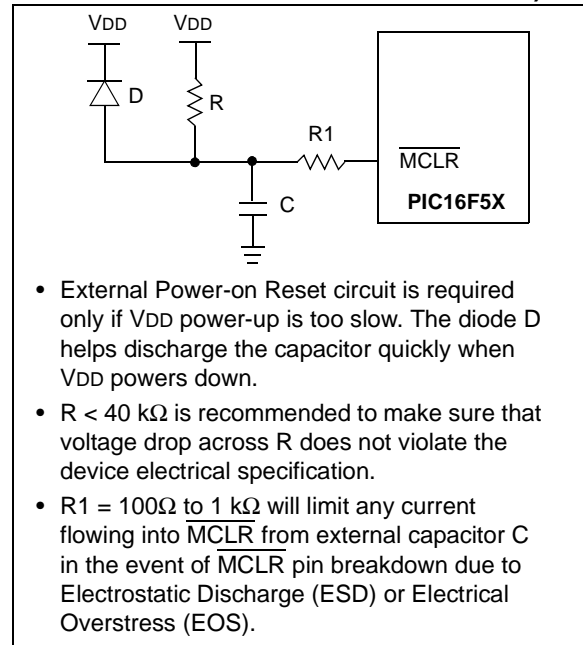 VDD VDD
D
R
R1
MCLR
PIC16F5X
C
• External Power-on Reset circuit is required
only if VDD power-up is too slow. The diode D
helps discharge the capacitor quickly when
VDD powers down.
• R < 40 kΩ is recommended to make sure that
voltage drop across R does not violate the
device electrical specification.
• R1 = 100Ω to 1 kΩ will limit any current
flowing into MCLR from external capacitor C
in the event of MCLR pin breakdown due to
Electrostatic Discharge (ESD) or Electrical
Overstress (EOS).